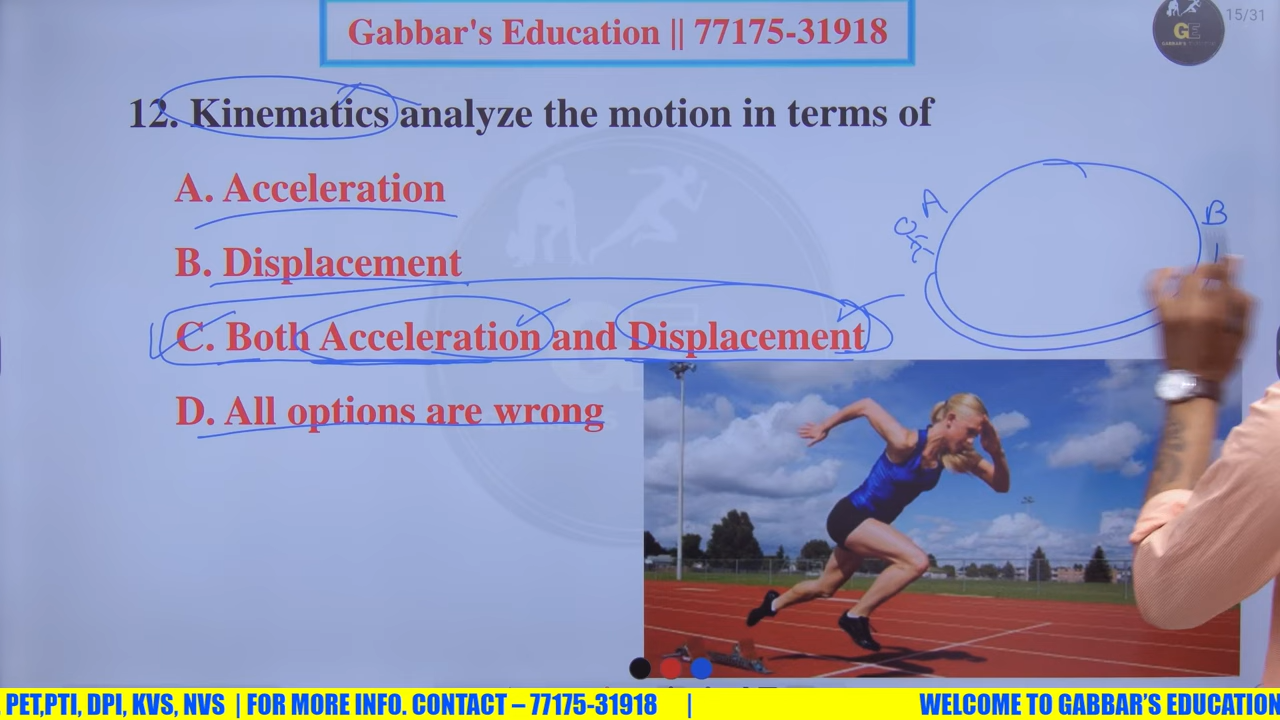 Gabbar's Education || 77175-31918
15/31
GE
12. Kinematics analyze the motion in terms of
A. Acceleration
B. Displacement
C. Both Acceleration and Displacement
D. All options are wrong
A
B
PET,PTI, DPI, KVS, NVS | FOR MORE INFO. CONTACT – 77175-31918 | WELCOME TO GABBAR'S EDUCATION